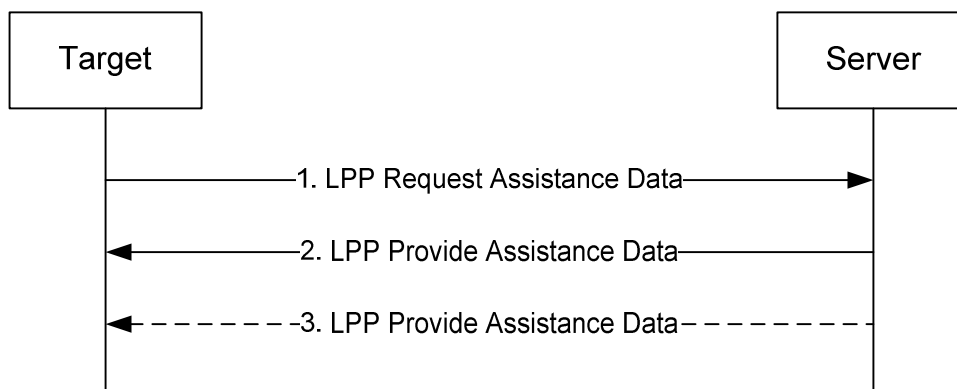 Target
Server
1. LPP Request Assistance Data
2. LPP Provide Assistance Data
3. LPP Provide Assistance Data